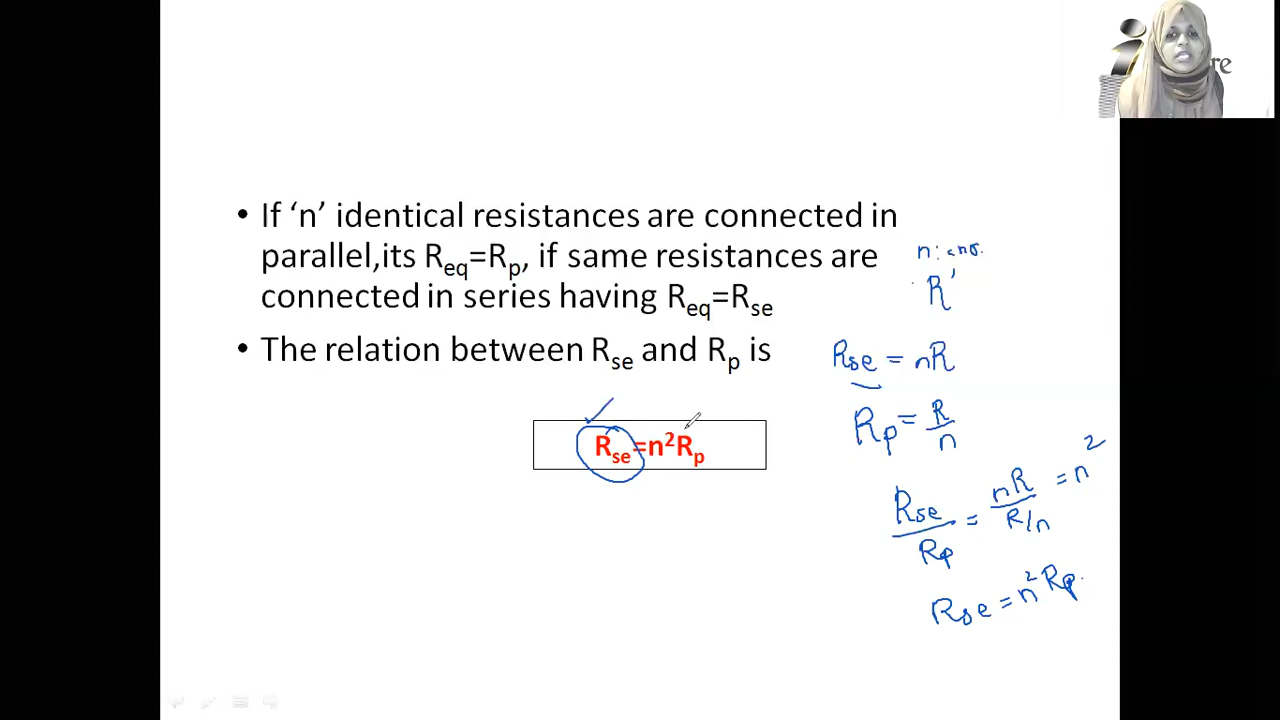 • If ‘n’ identical resistances are connected in
parallel,its Req=Rp, if same resistances are
connected in series having Req=Rse
• The relation between Rse and Rp is
Rse=n²Rp
n:
R'
Rse = nR
Rp = R/n
Rse/Rp = nR/R/n = n²
Rse = n²Rp